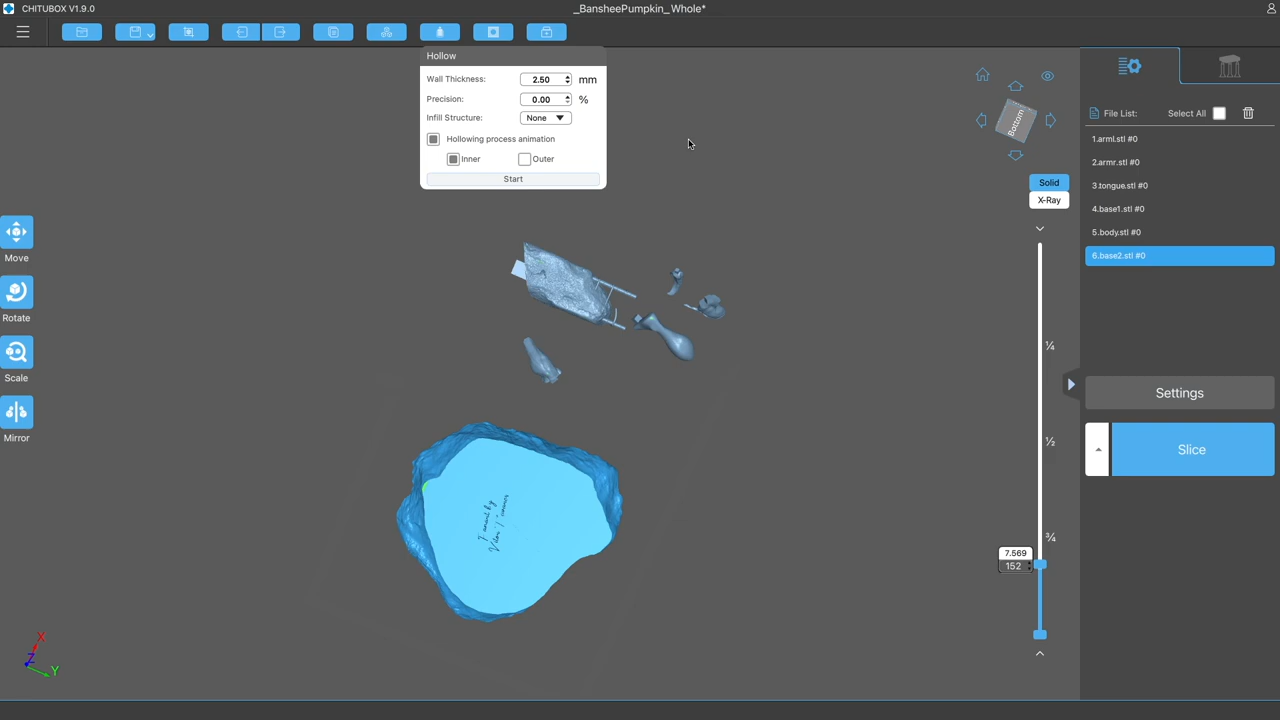 CHITUBOX V1.9.0
_BansheePumpkin_Whole*
Hollow
Wall Thickness: 2.50 mm
Precision: 0.00 %
Infill Structure: None
Hollowing process animation
Inner Outer
Start
Bottom
File List: Select All
1.arml.stl #0
2.armr.stl #0
3.tongue.stl #0
4.base1.stl #0
5.body.stl #0
6.base2.stl #0
Solid
X-Ray
Move
Rotate
Scale
Mirror
¼
½
¾
7.569
152
Settings
Slice
X
Z
Y